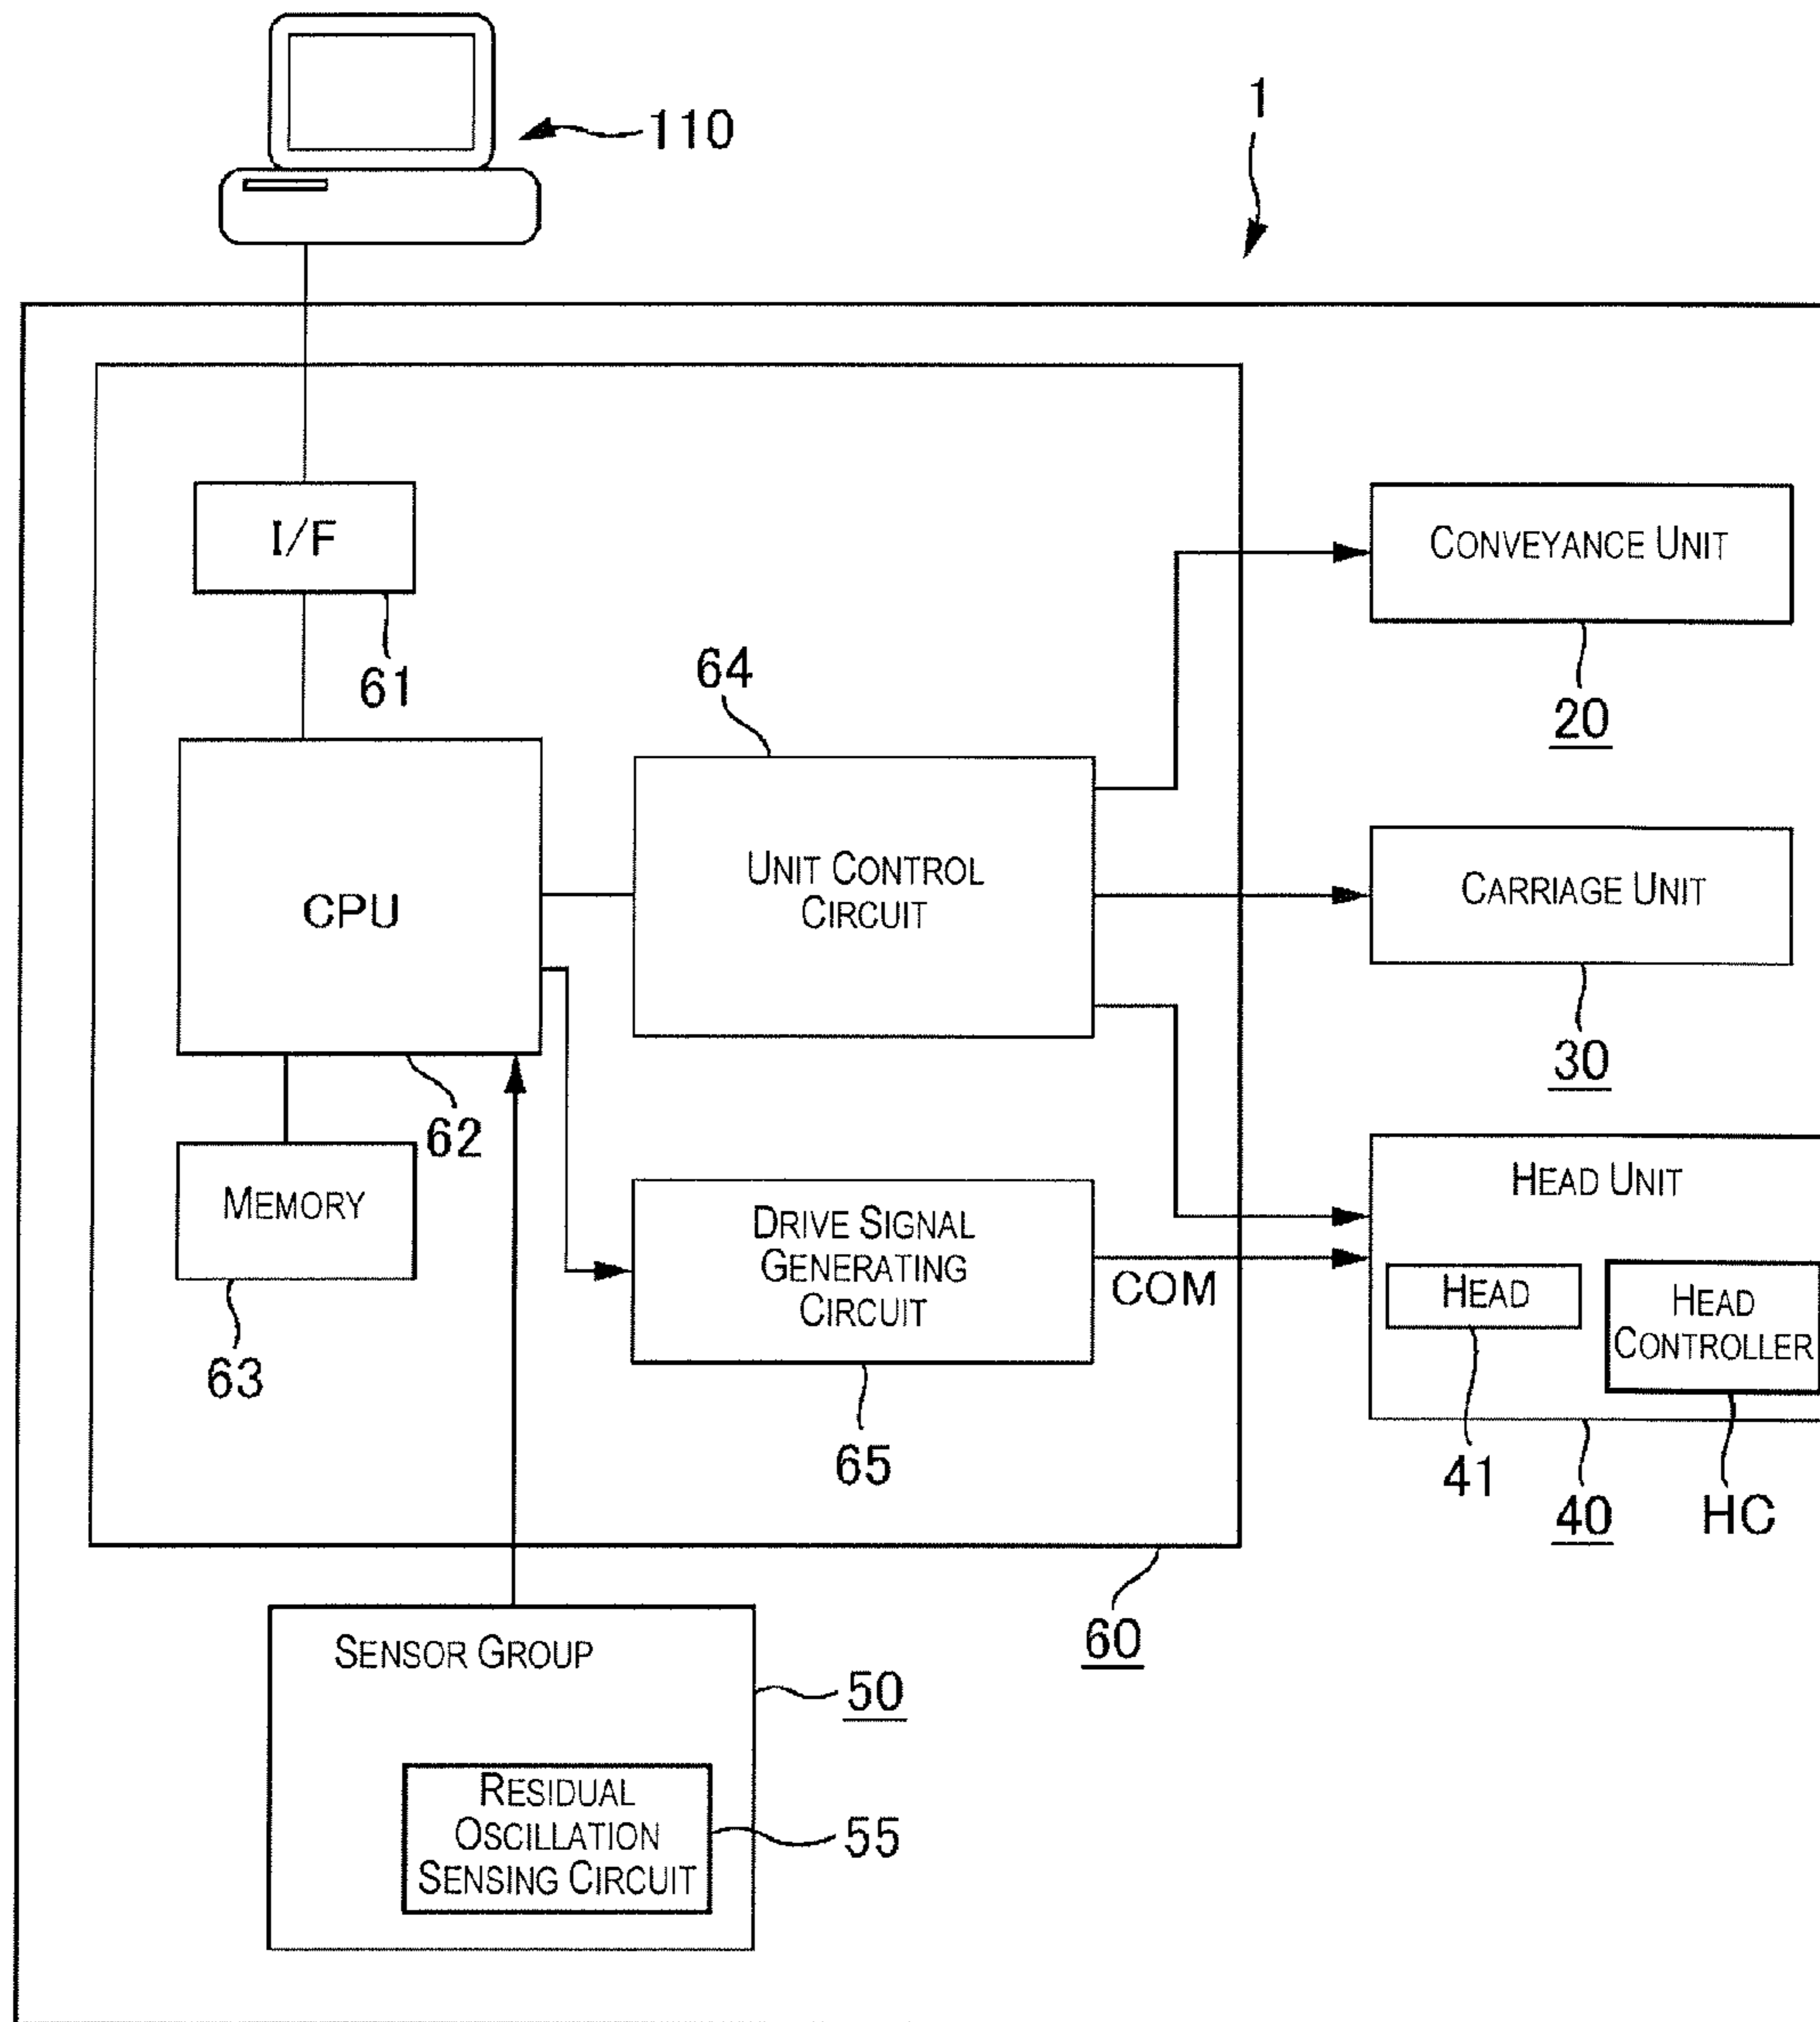 110
1
I/F
61
CONVEYANCE UNIT
20
64
CPU
62
UNIT CONTROL
CIRCUIT
CARRIAGE UNIT
30
MEMORY
63
DRIVE SIGNAL
GENERATING
CIRCUIT
65
COM
HEAD UNIT
HEAD
41
HEAD
CONTROLLER
HC
40
60
SENSOR GROUP
50
RESIDUAL
OSCILLATION
SENSING CIRCUIT
55